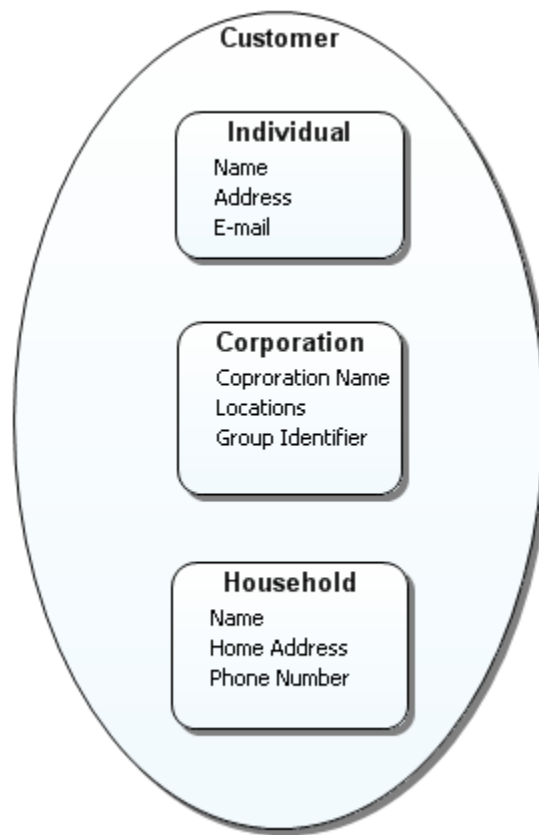 Customer
Individual
Name
Address
E-mail
Corporation
Coproration Name
Locations
Group Identifier
Household
Name
Home Address
Phone Number